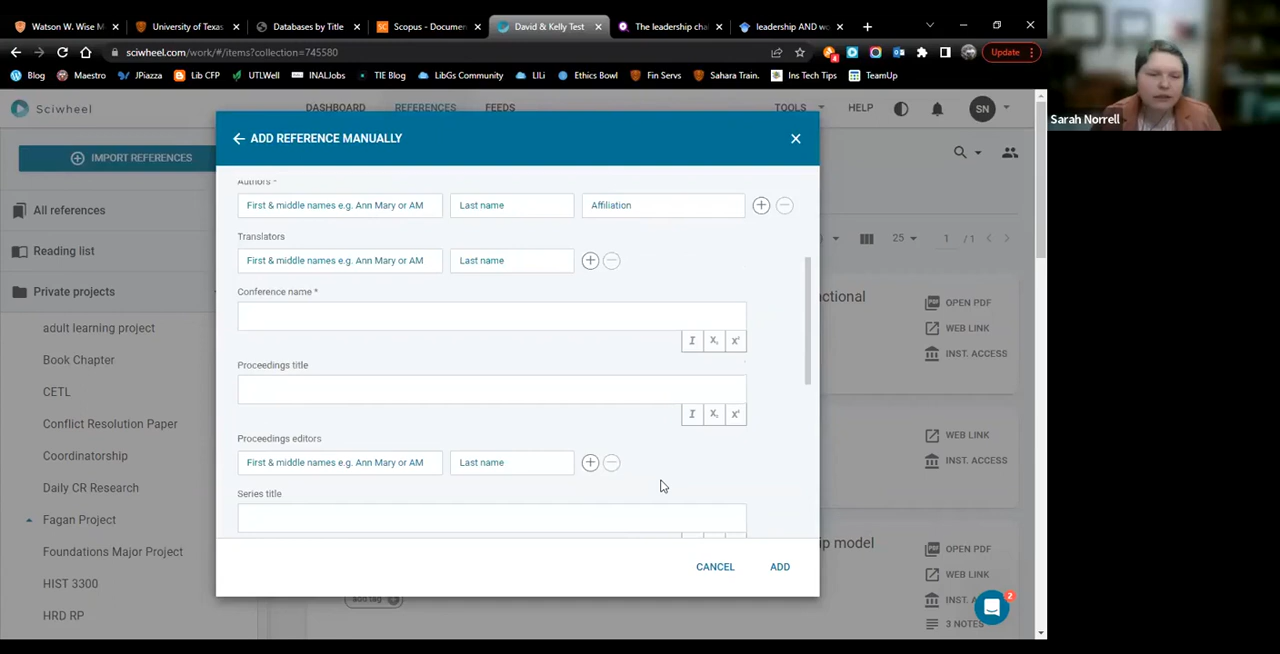 Watson W. Wise M
University of Texas
Databases by Title
Scopus - Documen
David & Kelly Test
The leadership cha
leadership AND wo
sciwheel.com/work/#/items?collection=745580
Update
Blog
Maestro
JPiazza
Lib CFP
UTLWell
INALJobs
TIE Blog
LibGs Community
LILi
Ethics Bowl
Fin Servs
Sahara Train.
Ins Tech Tips
TeamUp
Sarah Norrell
Sciwheel
DASHBOARD
REFERENCES
FEEDS
TOOLS
HELP
SN
ADD REFERENCE MANUALLY
IMPORT REFERENCES
All references
Reading list
Private projects
adult learning project
Book Chapter
CETL
Conflict Resolution Paper
Coordinatorship
Daily CR Research
Fagan Project
Foundations Major Project
HIST 3300
HRD RP
Authors *
First & middle names e.g. Ann Mary or AM
Last name
Affiliation
Translators
First & middle names e.g. Ann Mary or AM
Last name
Conference name *
I X, x'
Proceedings title
I X, x'
Proceedings editors
First & middle names e.g. Ann Mary or AM
Last name
Series title
CANCEL
ADD
add tag
25
1 / 1
nctional
OPEN PDF
WEB LINK
INST. ACCESS
WEB LINK
INST. ACCESS
ip model
OPEN PDF
WEB LINK
INST. A
3 NOTES
2